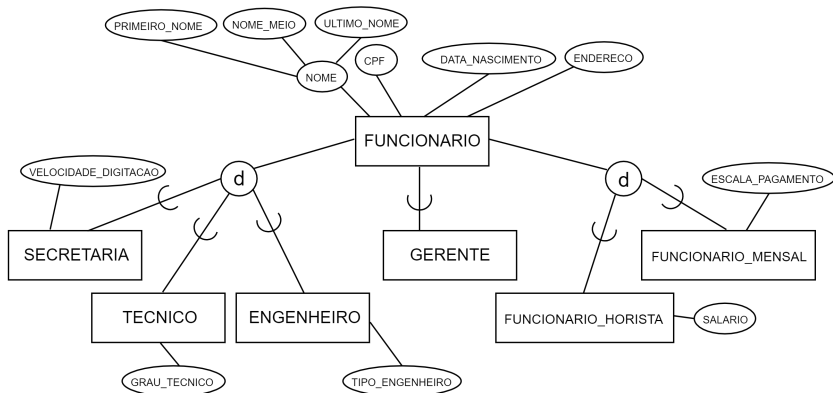 PRIMEIRO_NOME
NOME_MEIO
ULTIMO_NOME
NOME
CPF
DATA_NASCIMENTO
ENDERECO
FUNCIONARIO
VELOCIDADE_DIGITACAO
d
d
ESCALA_PAGAMENTO
SECRETARIA
GERENTE
FUNCIONARIO_MENSAL
TECNICO
ENGENHEIRO
FUNCIONARIO_HORISTA
SALARIO
GRAU_TECNICO
TIPO_ENGENHEIRO